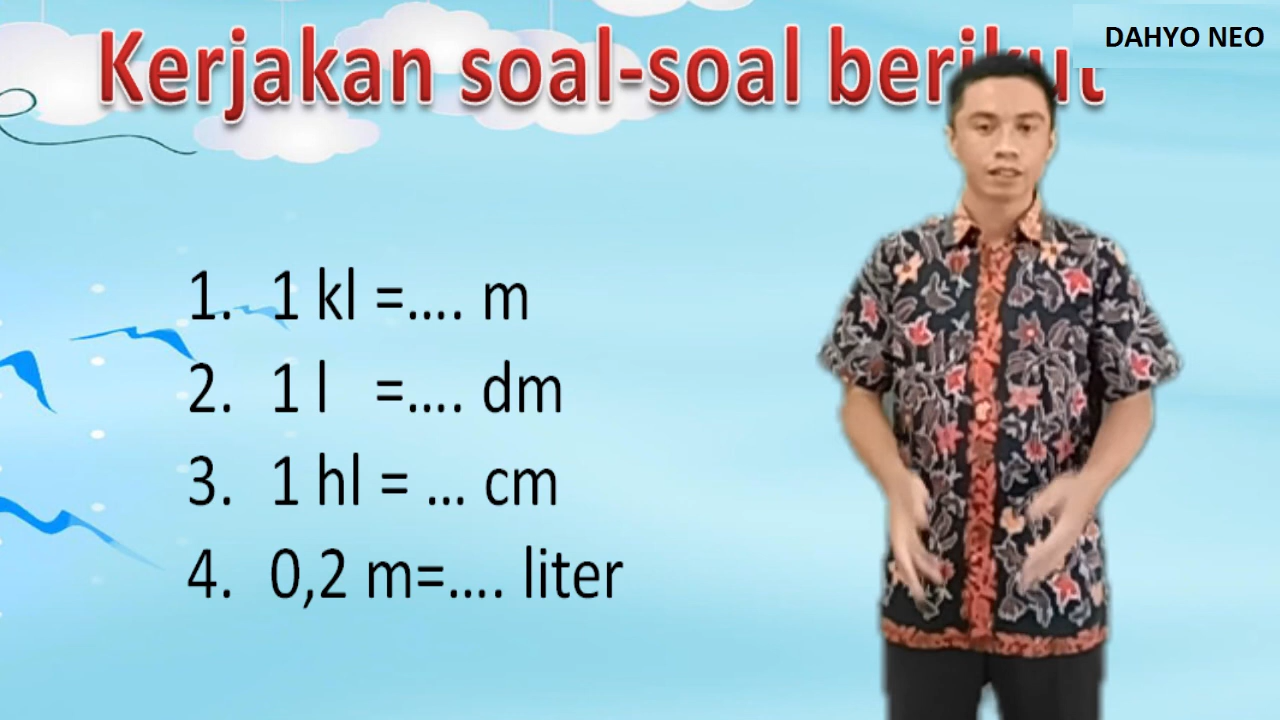 DAHYO NEO
Kerjakan soal-soal berikut
1. 1 kl =.... m
2. 1 l =.... dm
3. 1 hl = ... cm
4. 0,2 m=.... liter